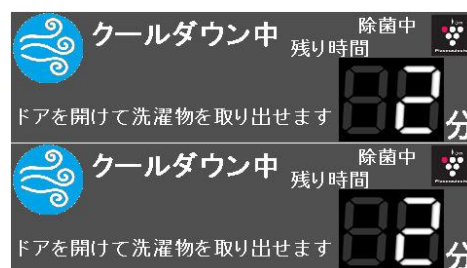 クールダウン中
除菌中
残り時間
2分
ドアを開けて洗濯物を取り出せます
クールダウン中
除菌中
残り時間
2分
ドアを開けて洗濯物を取り出せます